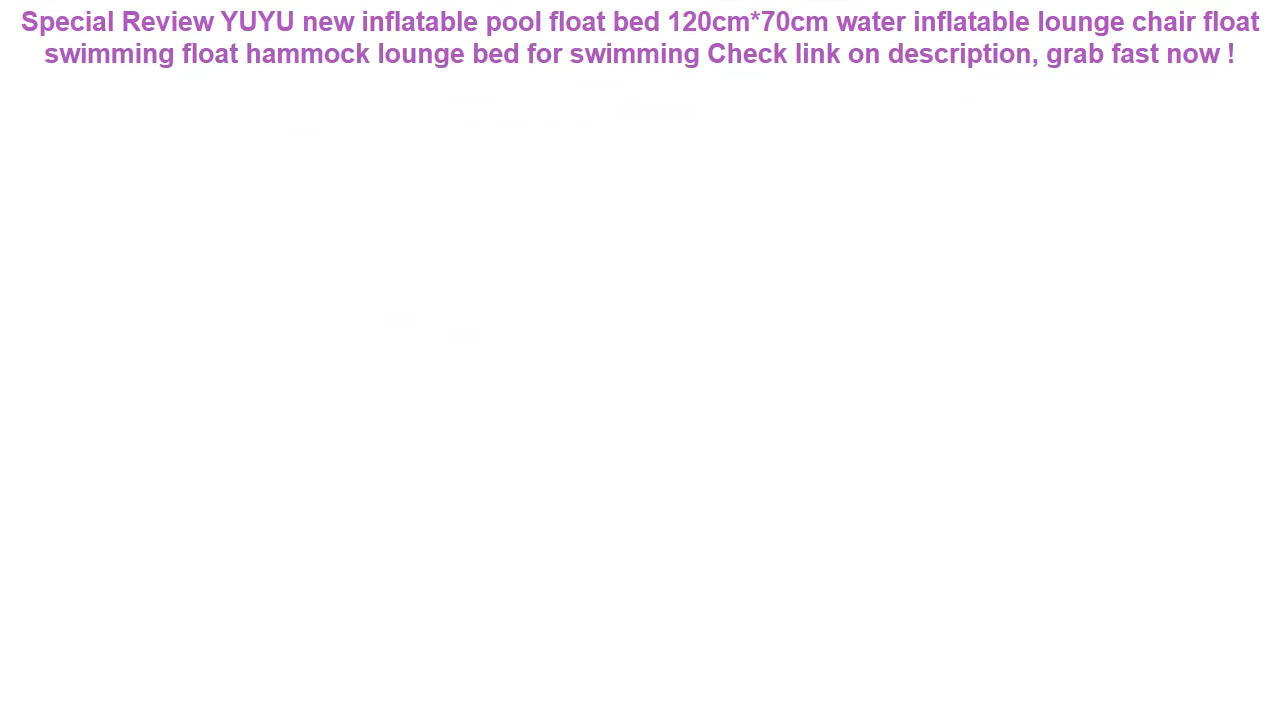 Special Review YUYU new inflatable pool float bed 120cm*70cm water inflatable lounge chair float
swimming float hammock lounge bed for swimming Check link on description, grab fast now !